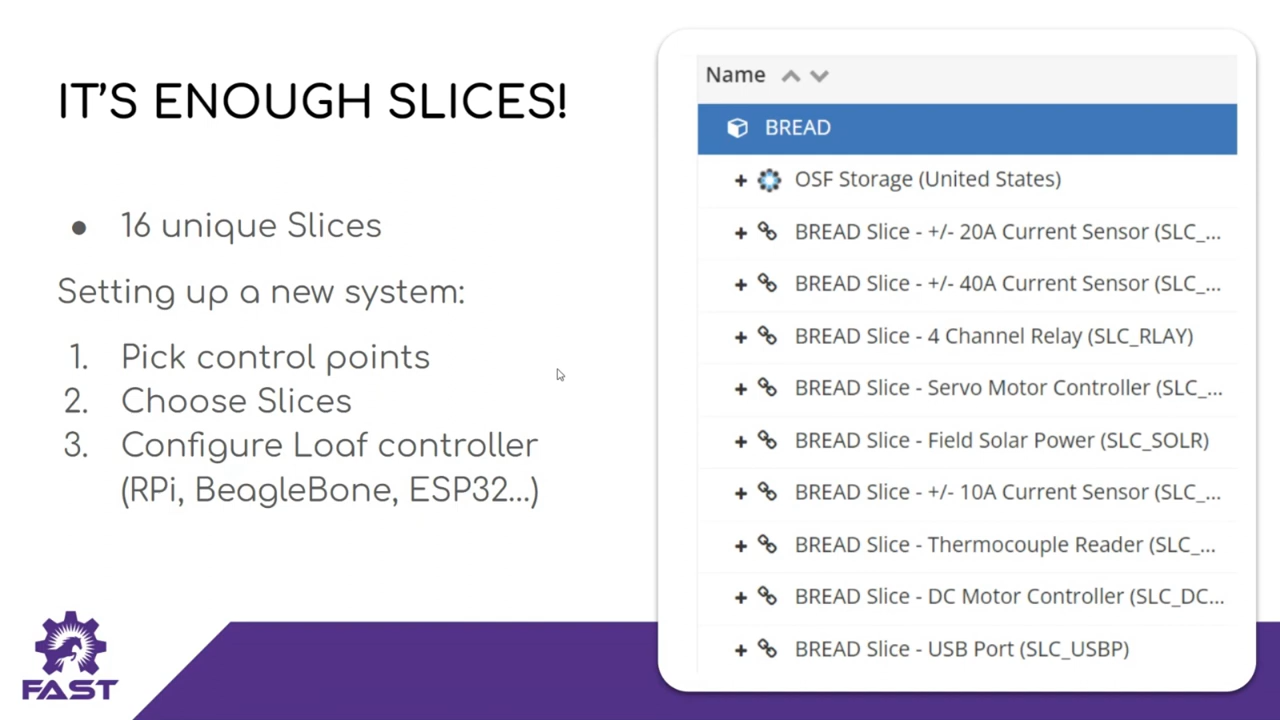 IT'S ENOUGH SLICES!
● 16 unique Slices
Setting up a new system:
1. Pick control points
2. Choose Slices
3. Configure Loaf controller
(RPi, BeagleBone, ESP32...)
FAST
Name
BREAD
OSF Storage (United States)
BREAD Slice - +/- 20A Current Sensor (SLC_...
BREAD Slice - +/- 40A Current Sensor (SLC_...
BREAD Slice - 4 Channel Relay (SLC_RLAY)
BREAD Slice - Servo Motor Controller (SLC_...
BREAD Slice - Field Solar Power (SLC_SOLR)
BREAD Slice - +/- 10A Current Sensor (SLC_...
BREAD Slice - Thermocouple Reader (SLC_...
BREAD Slice - DC Motor Controller (SLC_DC...
BREAD Slice - USB Port (SLC_USBP)